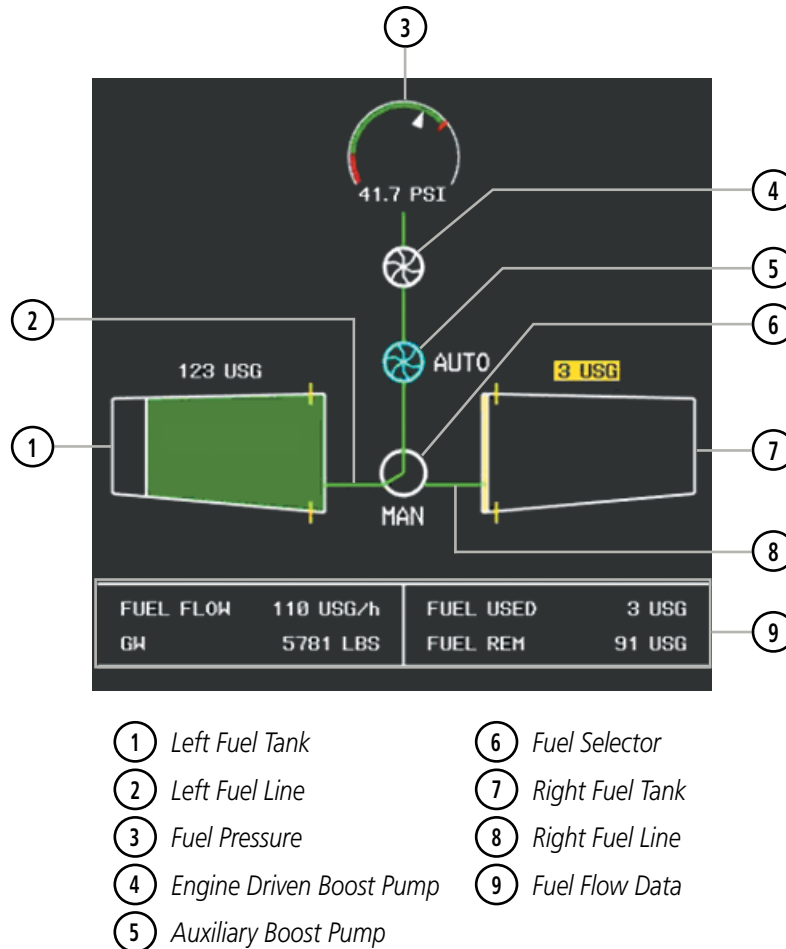 3
41.7 PSI
4
5
6
2
123 USG
AUTO
3 USG
1
7
MAN
8
FUEL FLOW 110 USG/h FUEL USED 3 USG
GW 5781 LBS FUEL REM 91 USG
9
1 Left Fuel Tank
2 Left Fuel Line
3 Fuel Pressure
4 Engine Driven Boost Pump
5 Auxiliary Boost Pump
6 Fuel Selector
7 Right Fuel Tank
8 Right Fuel Line
9 Fuel Flow Data